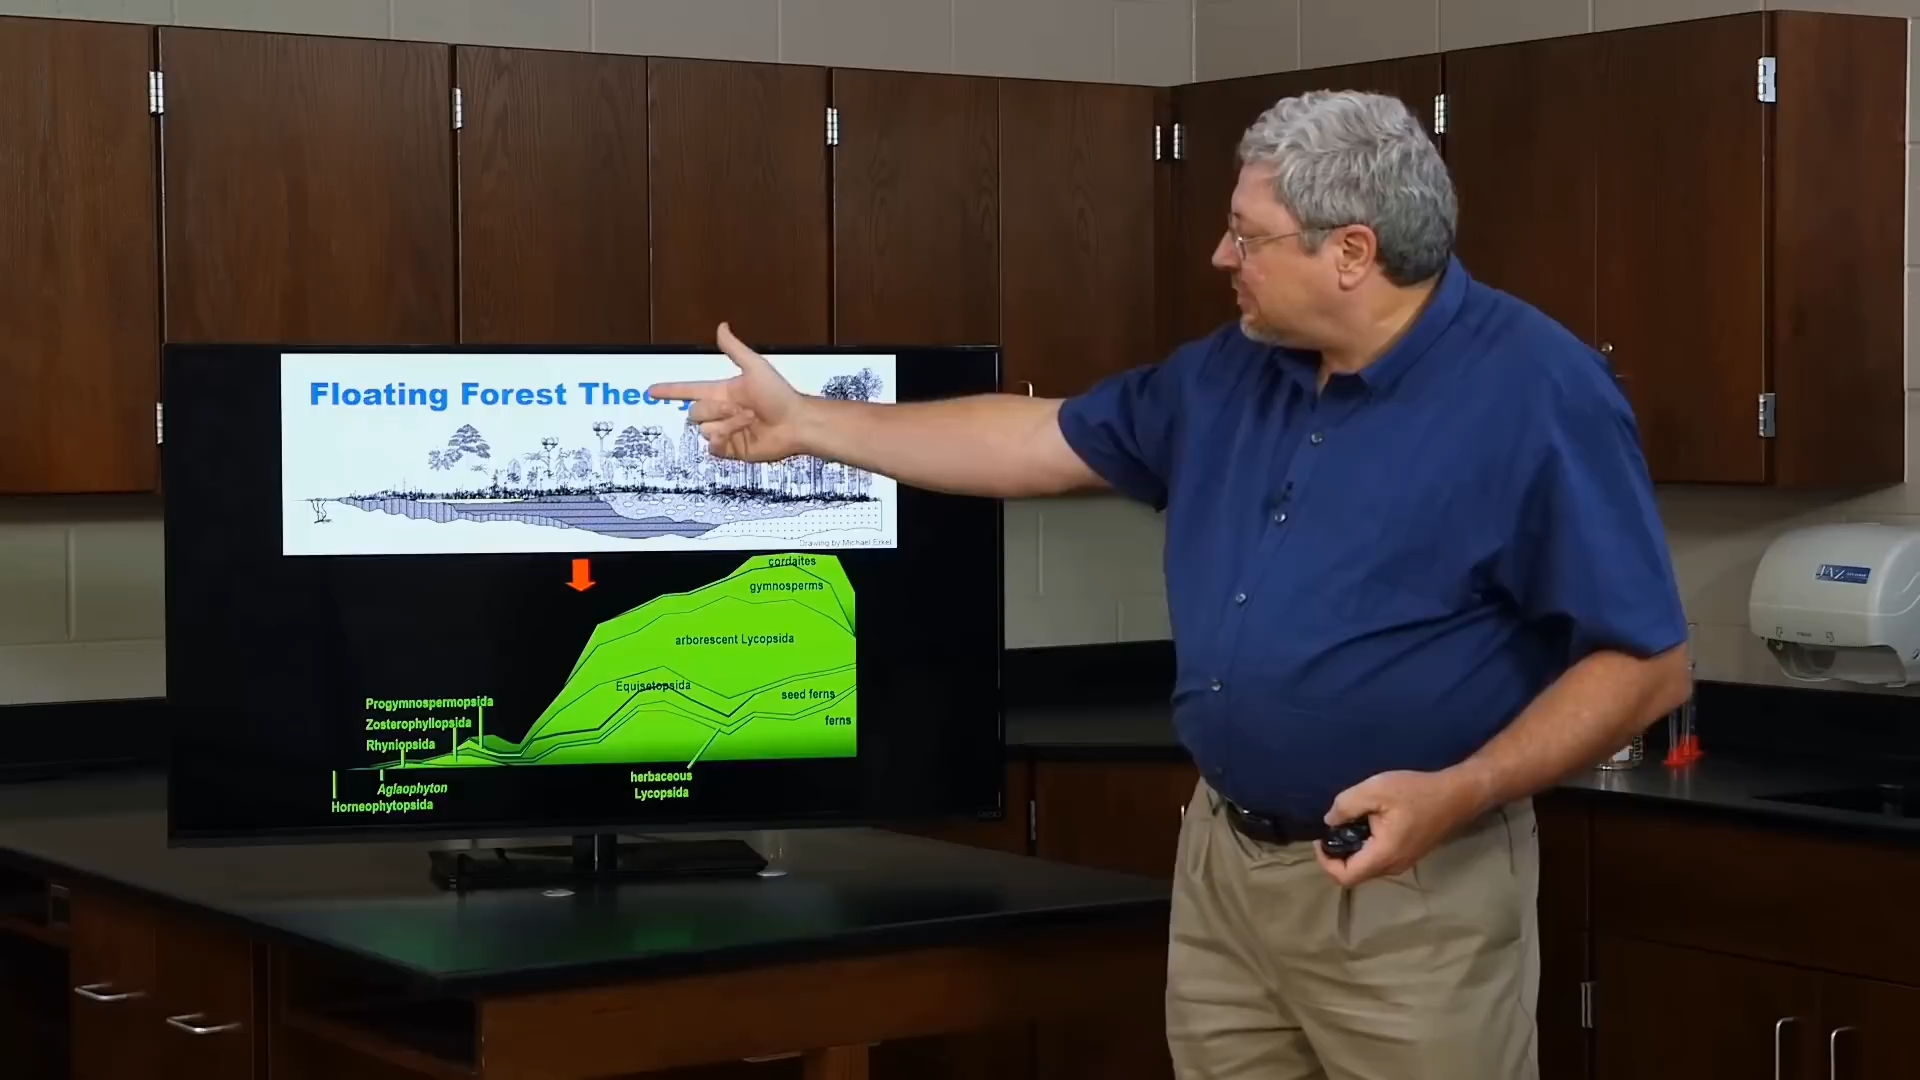 Floating Forest Theory
Drawing by Michael Erkel
cordaites
gymnosperms
arborescent Lycopsida
Equisetopsida
seed ferns
ferns
Progymnospermopsida
Zosterophyllopsida
Rhyniopsida
Aglaophyton
Horneophytopsida
herbaceous
Lycopsida